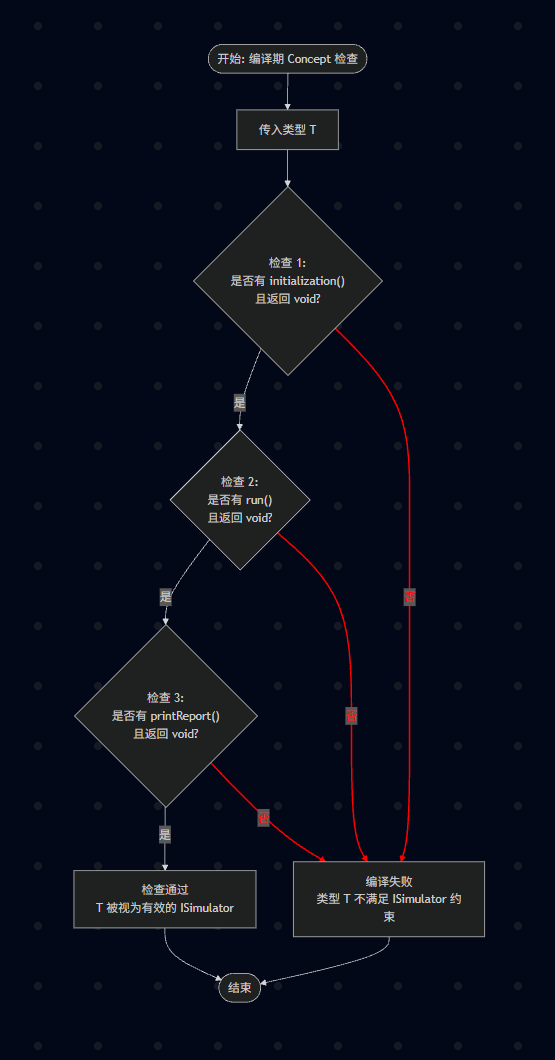 开始: 编译期 Concept 检查
传入类型 T
检查 1:
是否有 initialization()
且返回 void?
是
检查 2:
是否有 run()
且返回 void?
是
否
检查 3:
是否有 printReport()
且返回 void?
否
否
是
检查通过
T 被视为有效的 ISimulator
编译失败
类型 T 不满足 ISimulator 约
束
结束